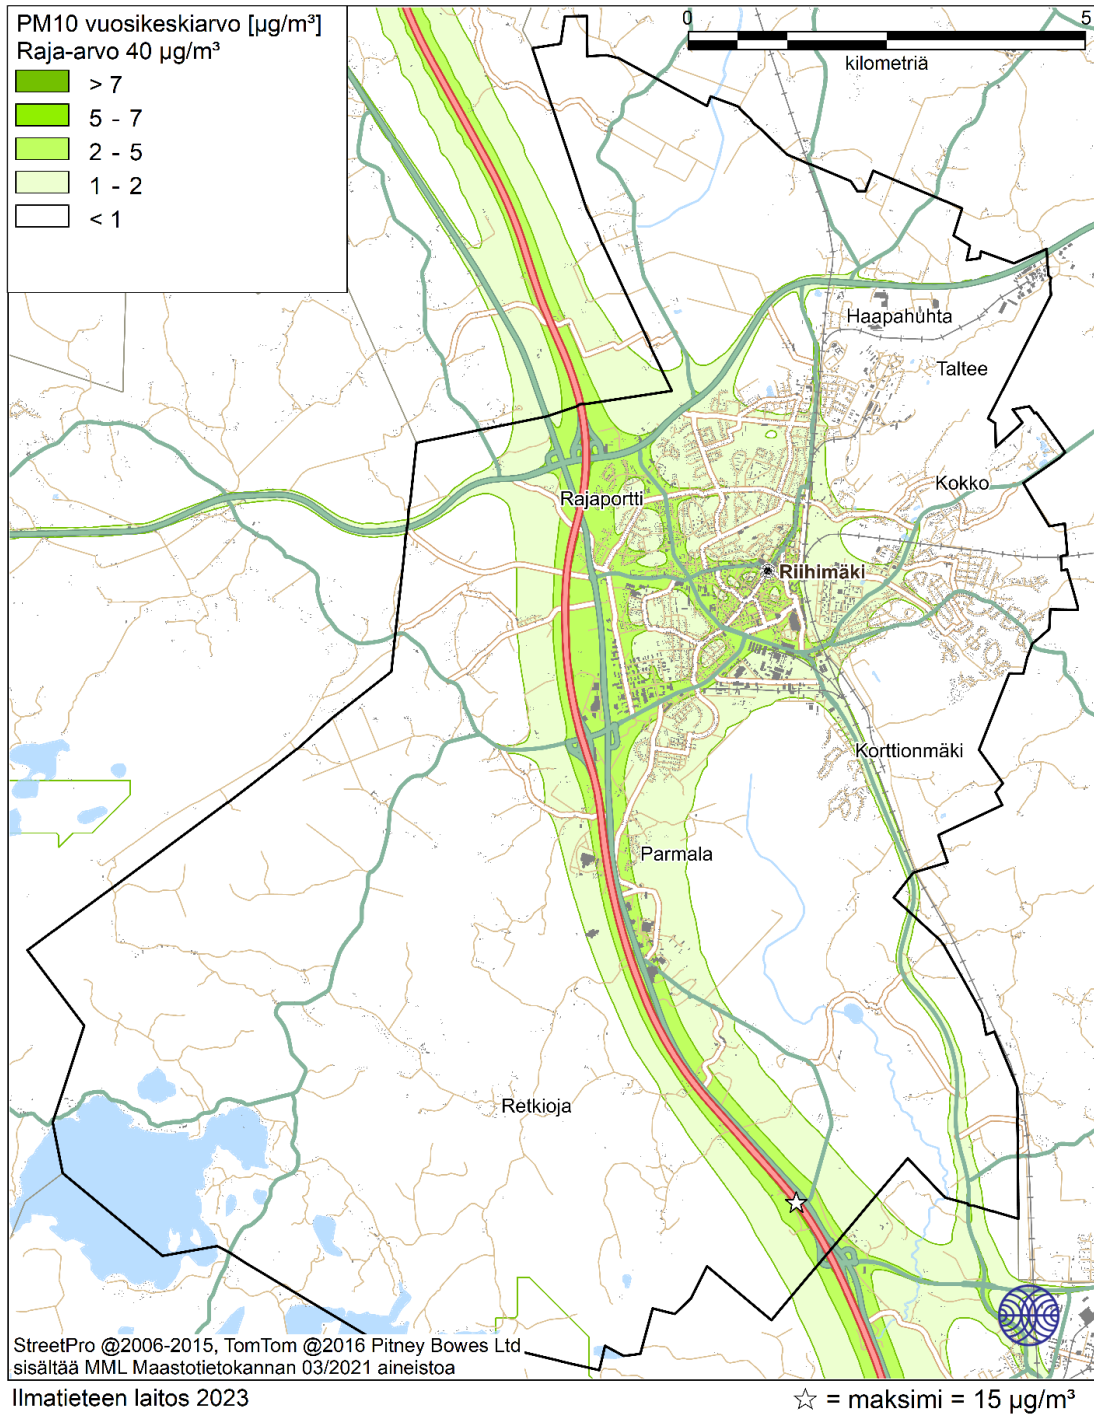 PM10 vuosikeskiarvo [µg/m³]
Raja-arvo 40 µg/m³
> 7
5 - 7
2 - 5
1 - 2
< 1
0 5
kilometriä
Haapahuhta
Taltee
Kokko
Rajaportti
Riihimäki
Korttionmäki
Parmala
Retkioja
StreetPro @2006-2015, TomTom @2016 Pitney Bowes Ltd
sisältää MML Maastotietokannan 03/2021 aineistoa
Ilmatieteen laitos 2023
☆ = maksimi = 15 µg/m³